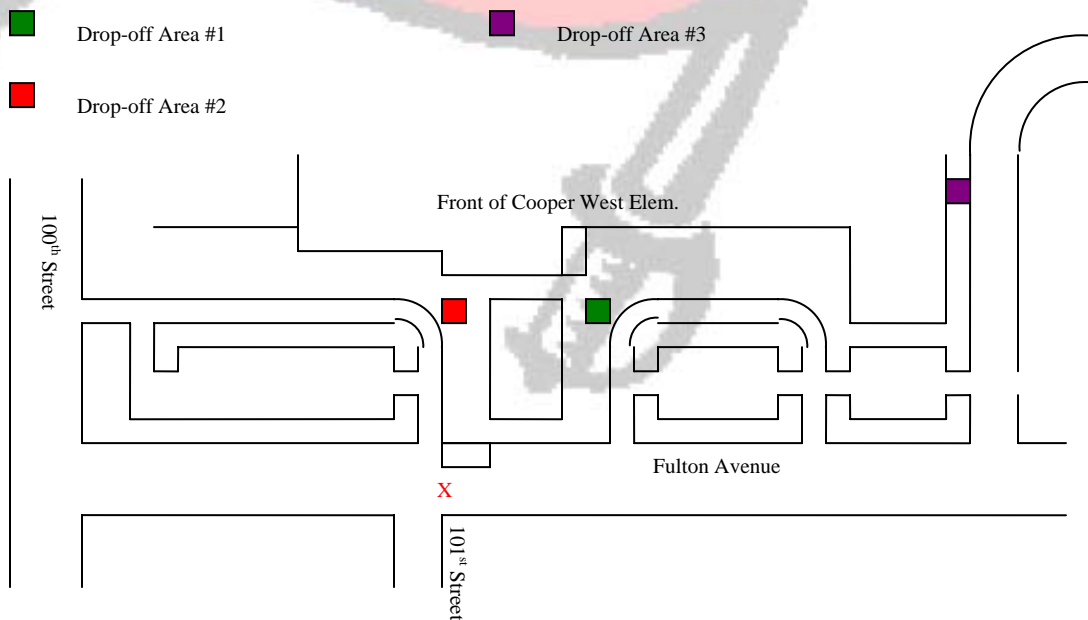 Drop-off Area #1
Drop-off Area #3
Drop-off Area #2
Front of Cooper West Elem.
100th Street
Fulton Avenue
X
101st Street